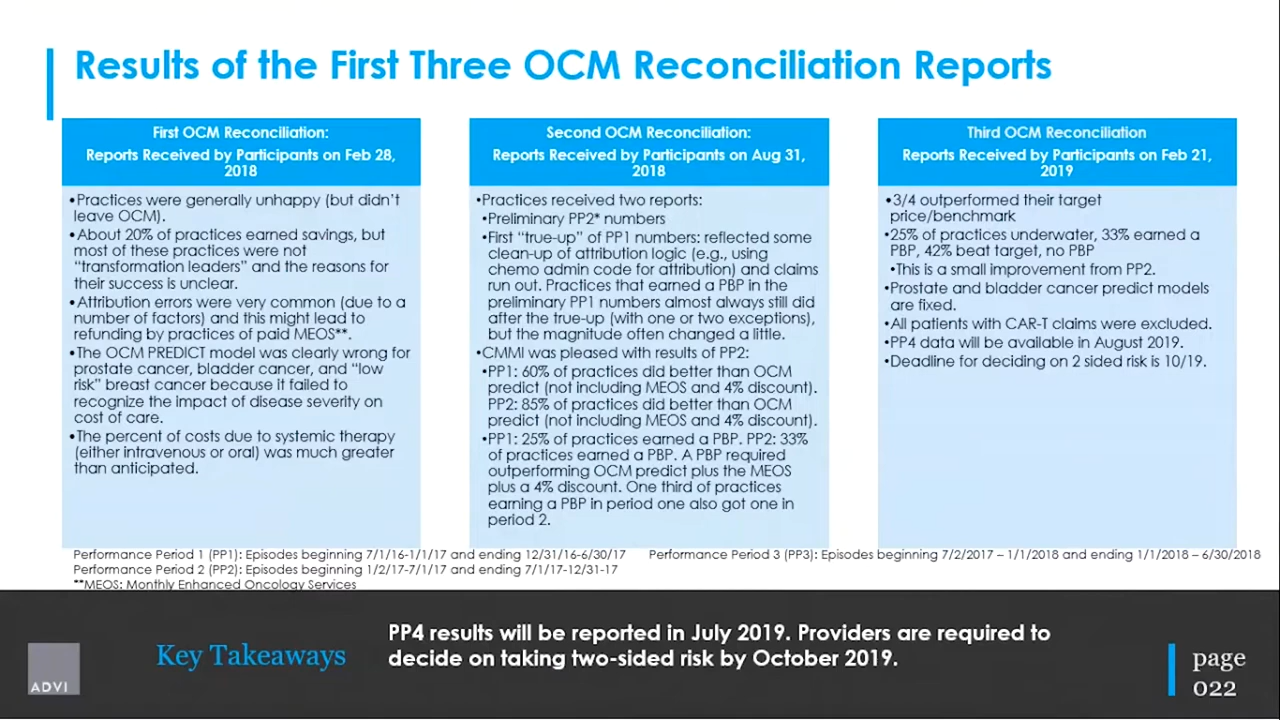 Results of the First Three OCM Reconciliation Reports
First OCM Reconciliation:
Reports Received by Participants on Feb 28,
2018
•Practices were generally unhappy (but didn't
leave OCM).
•About 20% of practices earned savings, but
most of these practices were not
"transformation leaders" and the reasons for
their success is unclear.
•Attribution errors were very common (due to a
number of factors) and this might lead to
refunding by practices of paid MEOS**.
•The OCM PREDICT model was clearly wrong for
prostate cancer, bladder cancer, and "low
risk" breast cancer because it failed to
recognize the impact of disease severity on
cost of care.
•The percent of costs due to systemic therapy
(either intravenous or oral) was much greater
than anticipated.
Second OCM Reconciliation:
Reports Received by Participants on Aug 31,
2018
•Practices received two reports:
•Preliminary PP2* numbers
•First "true-up" of PP1 numbers: reflected some
clean-up of attribution logic (e.g., using
chemo admin code for attribution) and claims
run out. Practices that earned a PBP in the
preliminary PP1 numbers almost always still did
after the true-up (with one or two exceptions),
but the magnitude often changed a little.
•CMMI was pleased with results of PP2:
•PP1: 60% of practices did better than OCM
predict (not including MEOS and 4% discount).
PP2: 85% of practices did better than OCM
predict (not including MEOS and 4% discount).
•PP1: 25% of practices earned a PBP. PP2: 33%
of practices earned a PBP. A PBP required
outperforming OCM predict plus the MEOS
plus a 4% discount. One third of practices
earning a PBP in period one also got one in
period 2.
Third OCM Reconciliation
Reports Received by Participants on Feb 21,
2019
•3/4 outperformed their target
price/benchmark
•25% of practices underwater, 33% earned a
PBP, 42% beat target, no PBP
•This is a small improvement from PP2.
•Prostate and bladder cancer predict models
are fixed.
•All patients with CAR-T claims were excluded.
•PP4 data will be available in August 2019.
•Deadline for deciding on 2 sided risk is 10/19.
Performance Period 1 (PP1): Episodes beginning 7/1/16-1/1/17 and ending 12/31/16-6/30/17
Performance Period 3 (PP3): Episodes beginning 7/2/2017 – 1/1/2018 and ending 1/1/2018 – 6/30/2018
Performance Period 2 (PP2): Episodes beginning 1/2/17-7/1/17 and ending 7/1/17-12/31-17
**MEOS: Monthly Enhanced Oncology Services
ADVI
Key Takeaways
PP4 results will be reported in July 2019. Providers are required to
decide on taking two-sided risk by October 2019.
page
022